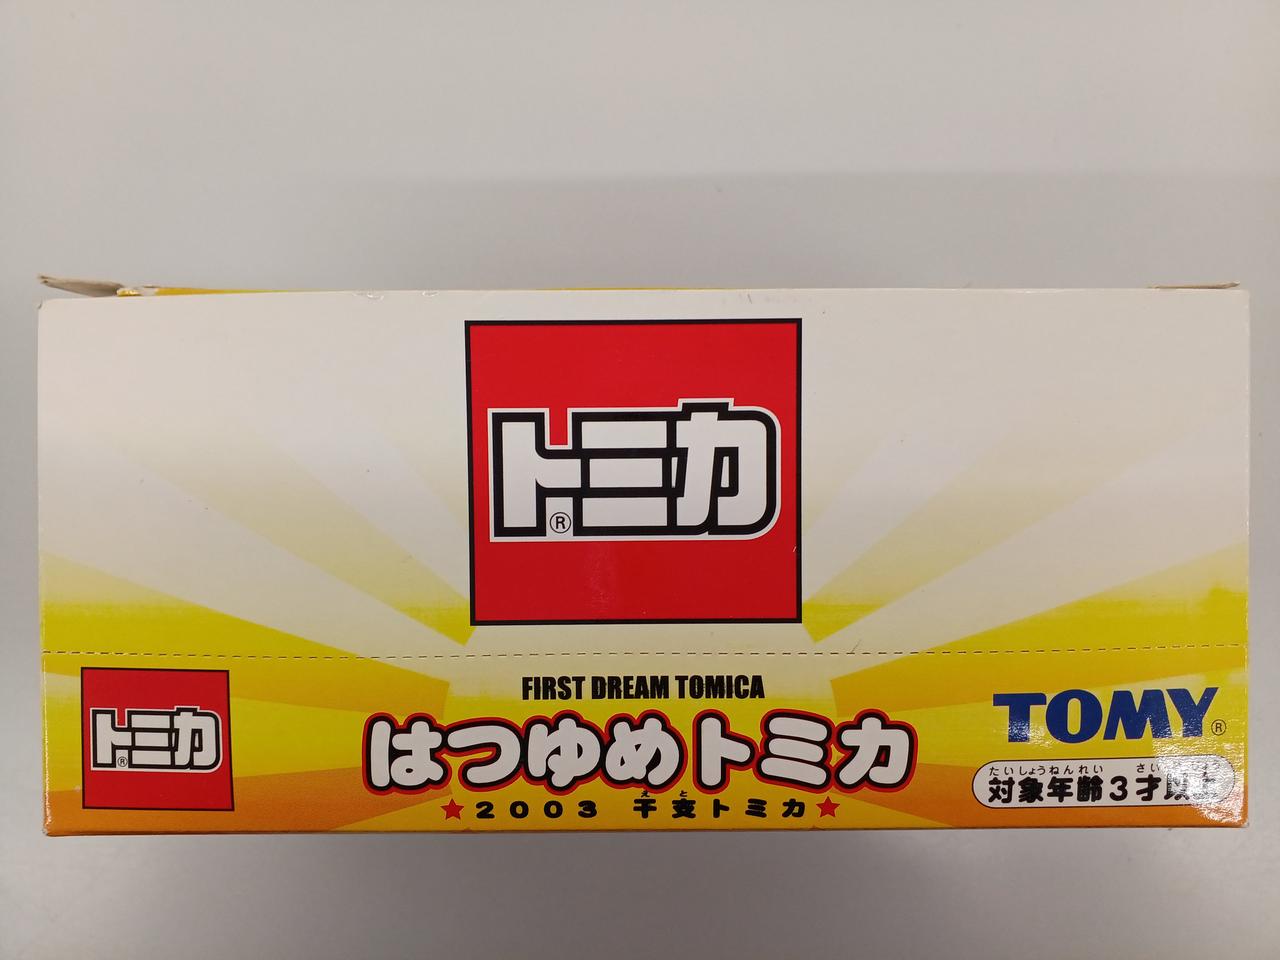 トミカ®
トミカ®
FIRST DREAM TOMICA
はつゆめトミカ
えと
★2003 干支トミカ★
TOMY®
たいしょうねんれい さい
対象年齢3才以上